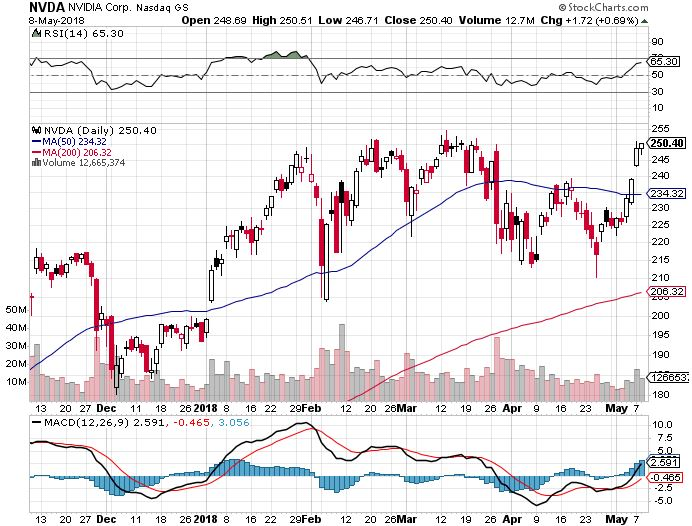 NVDA NVIDIA Corp. Nasdaq GS © StockCharts.com
8-May-2018 Open 248.69 High 250.51 Low 246.71 Close 250.40 Volume 12.7M Chg +1.72 (+0.69%)
RSI(14) 65.30
90
70
65.30
50
30
10
NVDA (Daily) 250.40
MA(50) 234.32
MA(200) 206.32
Volume 12,665,374
255
250.40
245
240
234.32
230
225
220
215
210
206.32
205
200
195
190
185
180
50M
40M
30M
20M
10M
1266537
13 20 27 Dec 11 18 26 2018 8 16 22 29 Feb 12 20 26 Mar 12 19 26 Apr 9 16 23 May 7
MACD(12,26,9) 2.591, -0.465, 3.056
10.0
7.5
5.0
2.591
-0.465
-2.5
-5.0
13 20 27 Dec 11 18 26 2018 8 16 22 29 Feb 12 20 26 Mar 12 19 26 Apr 9 16 23 May 7